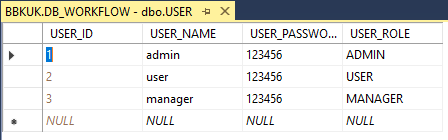 BBKUK.DB_WORKFLOW - dbo.USER
USER_ID USER_NAME USER_PASSWO... USER_ROLE
1 admin 123456 ADMIN
2 user 123456 USER
3 manager 123456 MANAGER
NULL NULL NULL NULL